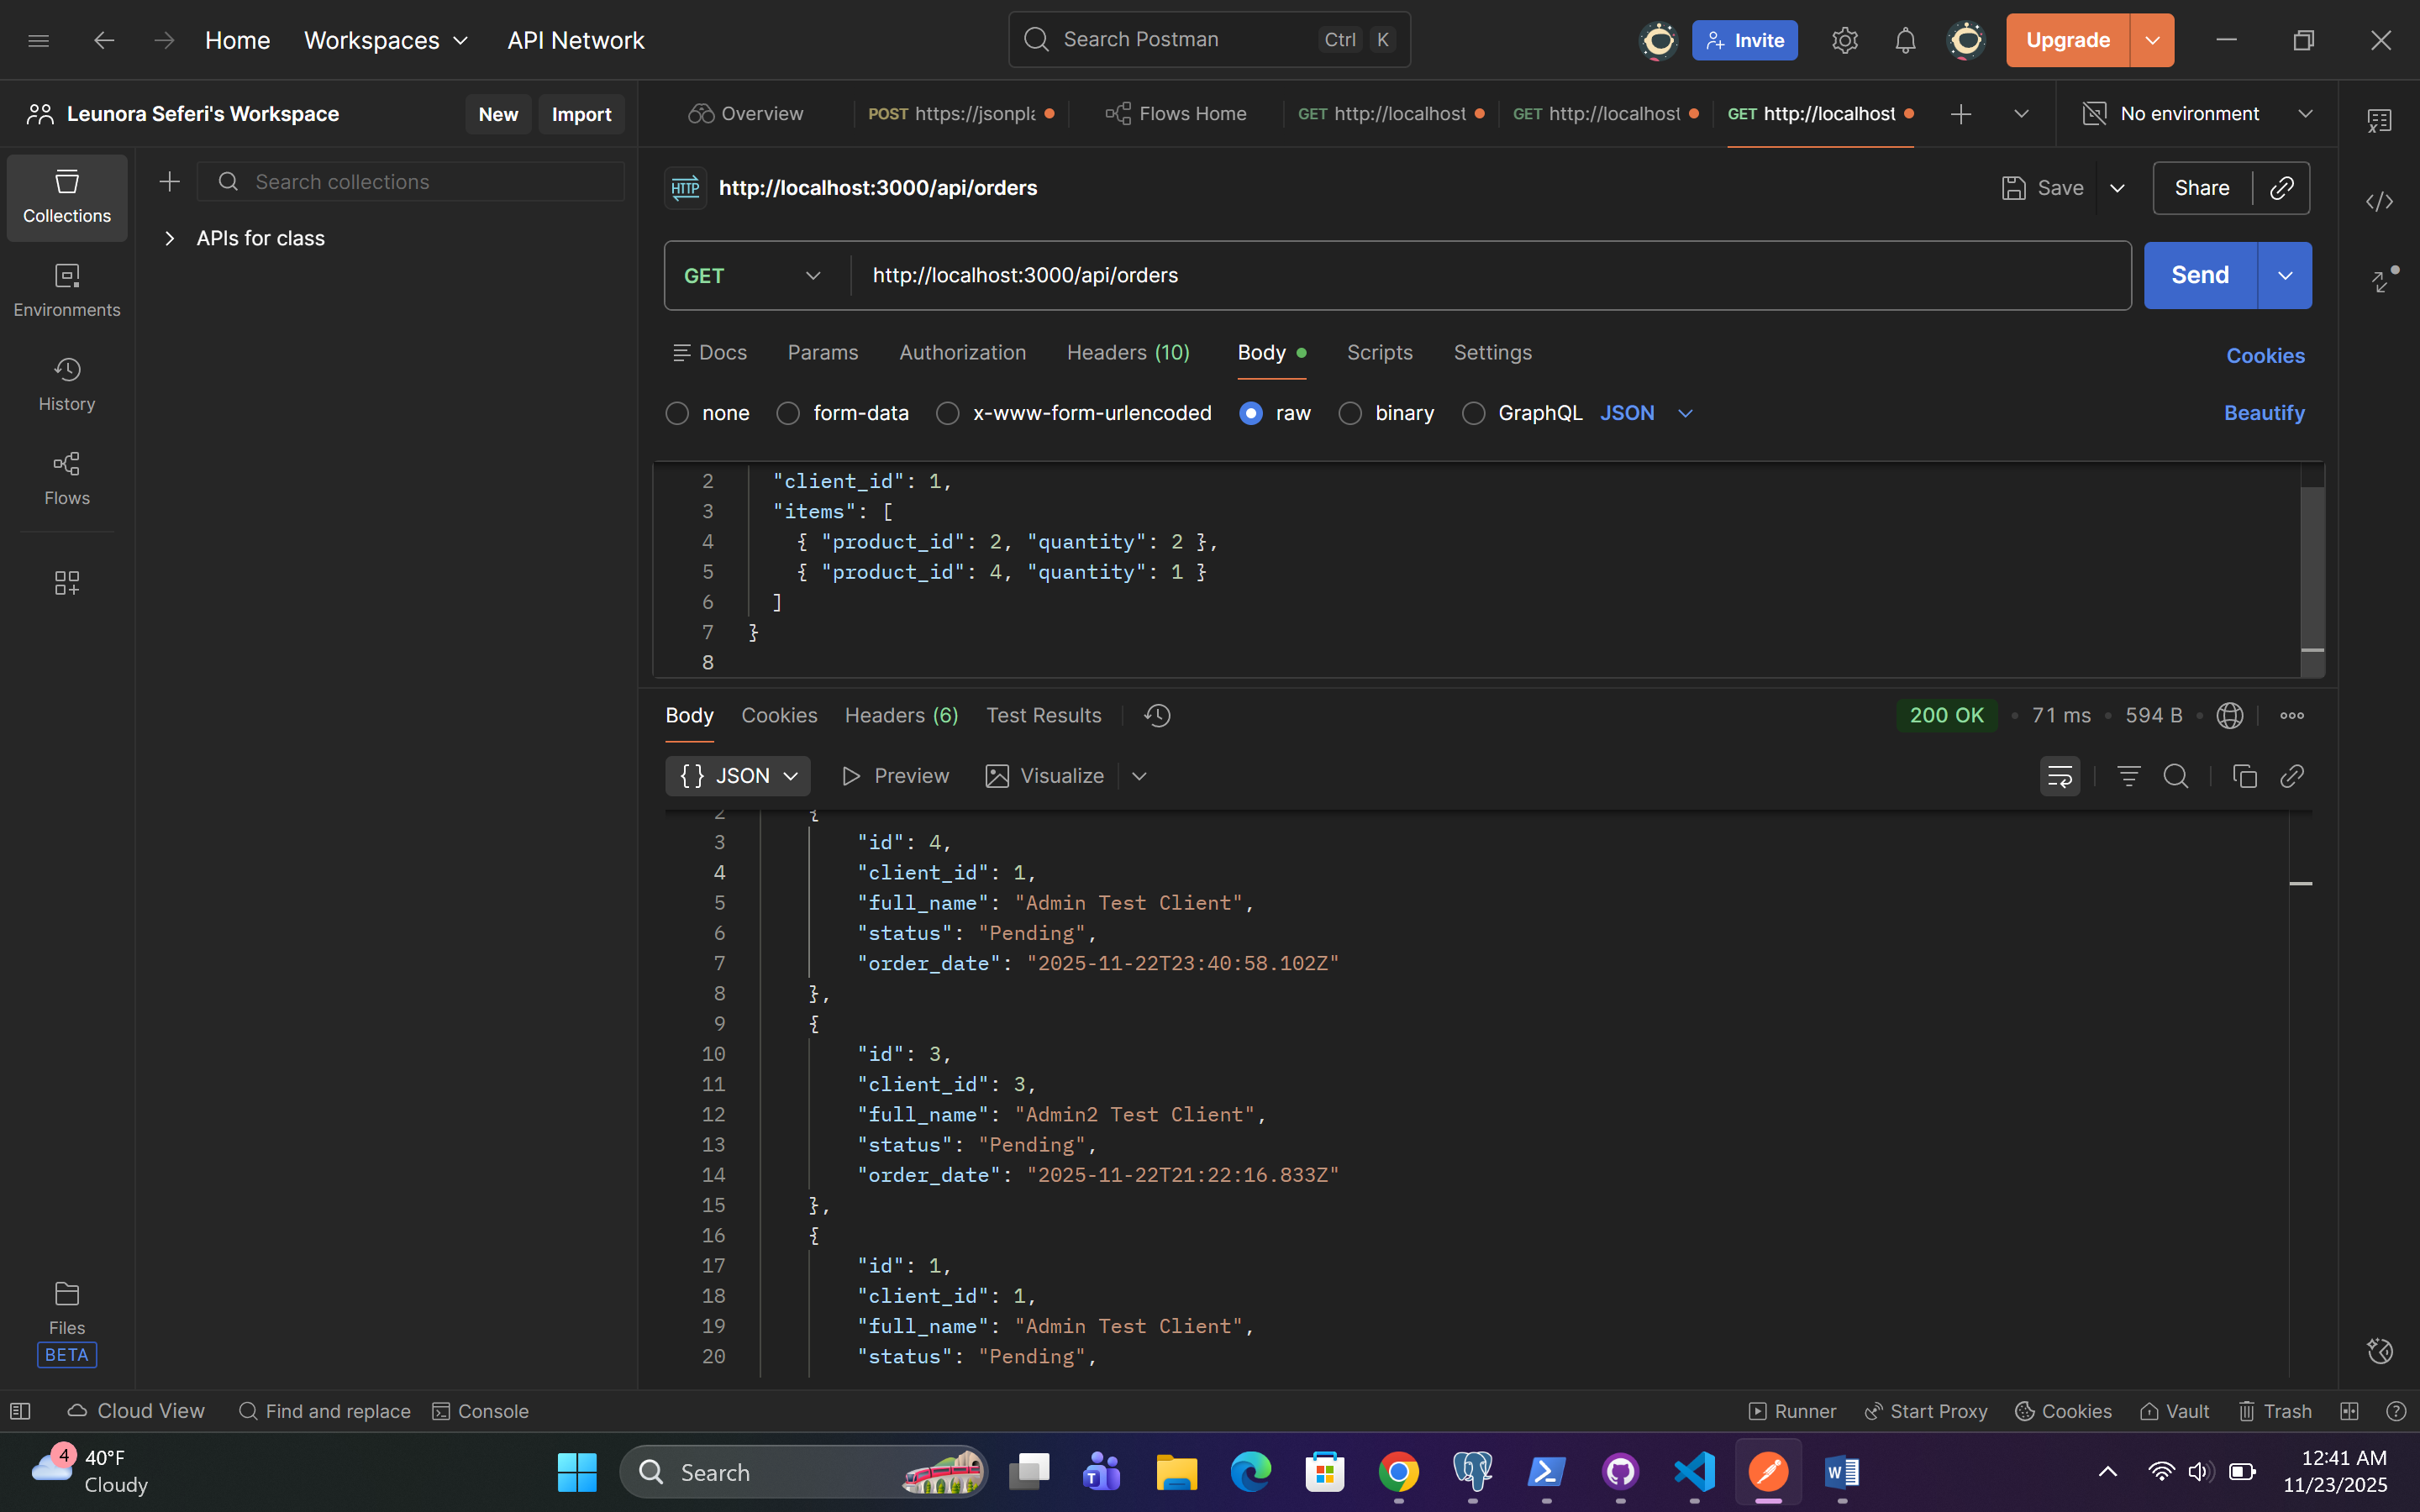 Home Workspaces API Network Search Postman Ctrl K Invite Upgrade
Leunora Seferi's Workspace New Import Overview POST https://jsonpla Flows Home GET http://localhost GET http://localhost GET http://localhost No environment
Collections
Environments
History
Flows
Files
BETA
Search collections
APIs for class
HTTP http://localhost:3000/api/orders Save Share
GET http://localhost:3000/api/orders Send
Docs Params Authorization Headers (10) Body Scripts Settings Cookies
none form-data x-www-form-urlencoded raw binary GraphQL JSON Beautify
2 "client_id": 1,
3 "items": [
4 { "product_id": 2, "quantity": 2 },
5 { "product_id": 4, "quantity": 1 }
6 ]
7 }
8
Body Cookies Headers (6) Test Results 200 OK • 71 ms • 594 B
{} JSON Preview Visualize
2 {
3 "id": 4,
4 "client_id": 1,
5 "full_name": "Admin Test Client",
6 "status": "Pending",
7 "order_date": "2025-11-22T23:40:58.102Z"
8 },
9 {
10 "id": 3,
11 "client_id": 3,
12 "full_name": "Admin2 Test Client",
13 "status": "Pending",
14 "order_date": "2025-11-22T21:22:16.833Z"
15 },
16 {
17 "id": 1,
18 "client_id": 1,
19 "full_name": "Admin Test Client",
20 "status": "Pending",
Cloud View Find and replace Console Runner Start Proxy Cookies Vault Trash
4 40°F
Cloudy
Search
12:41 AM
11/23/2025